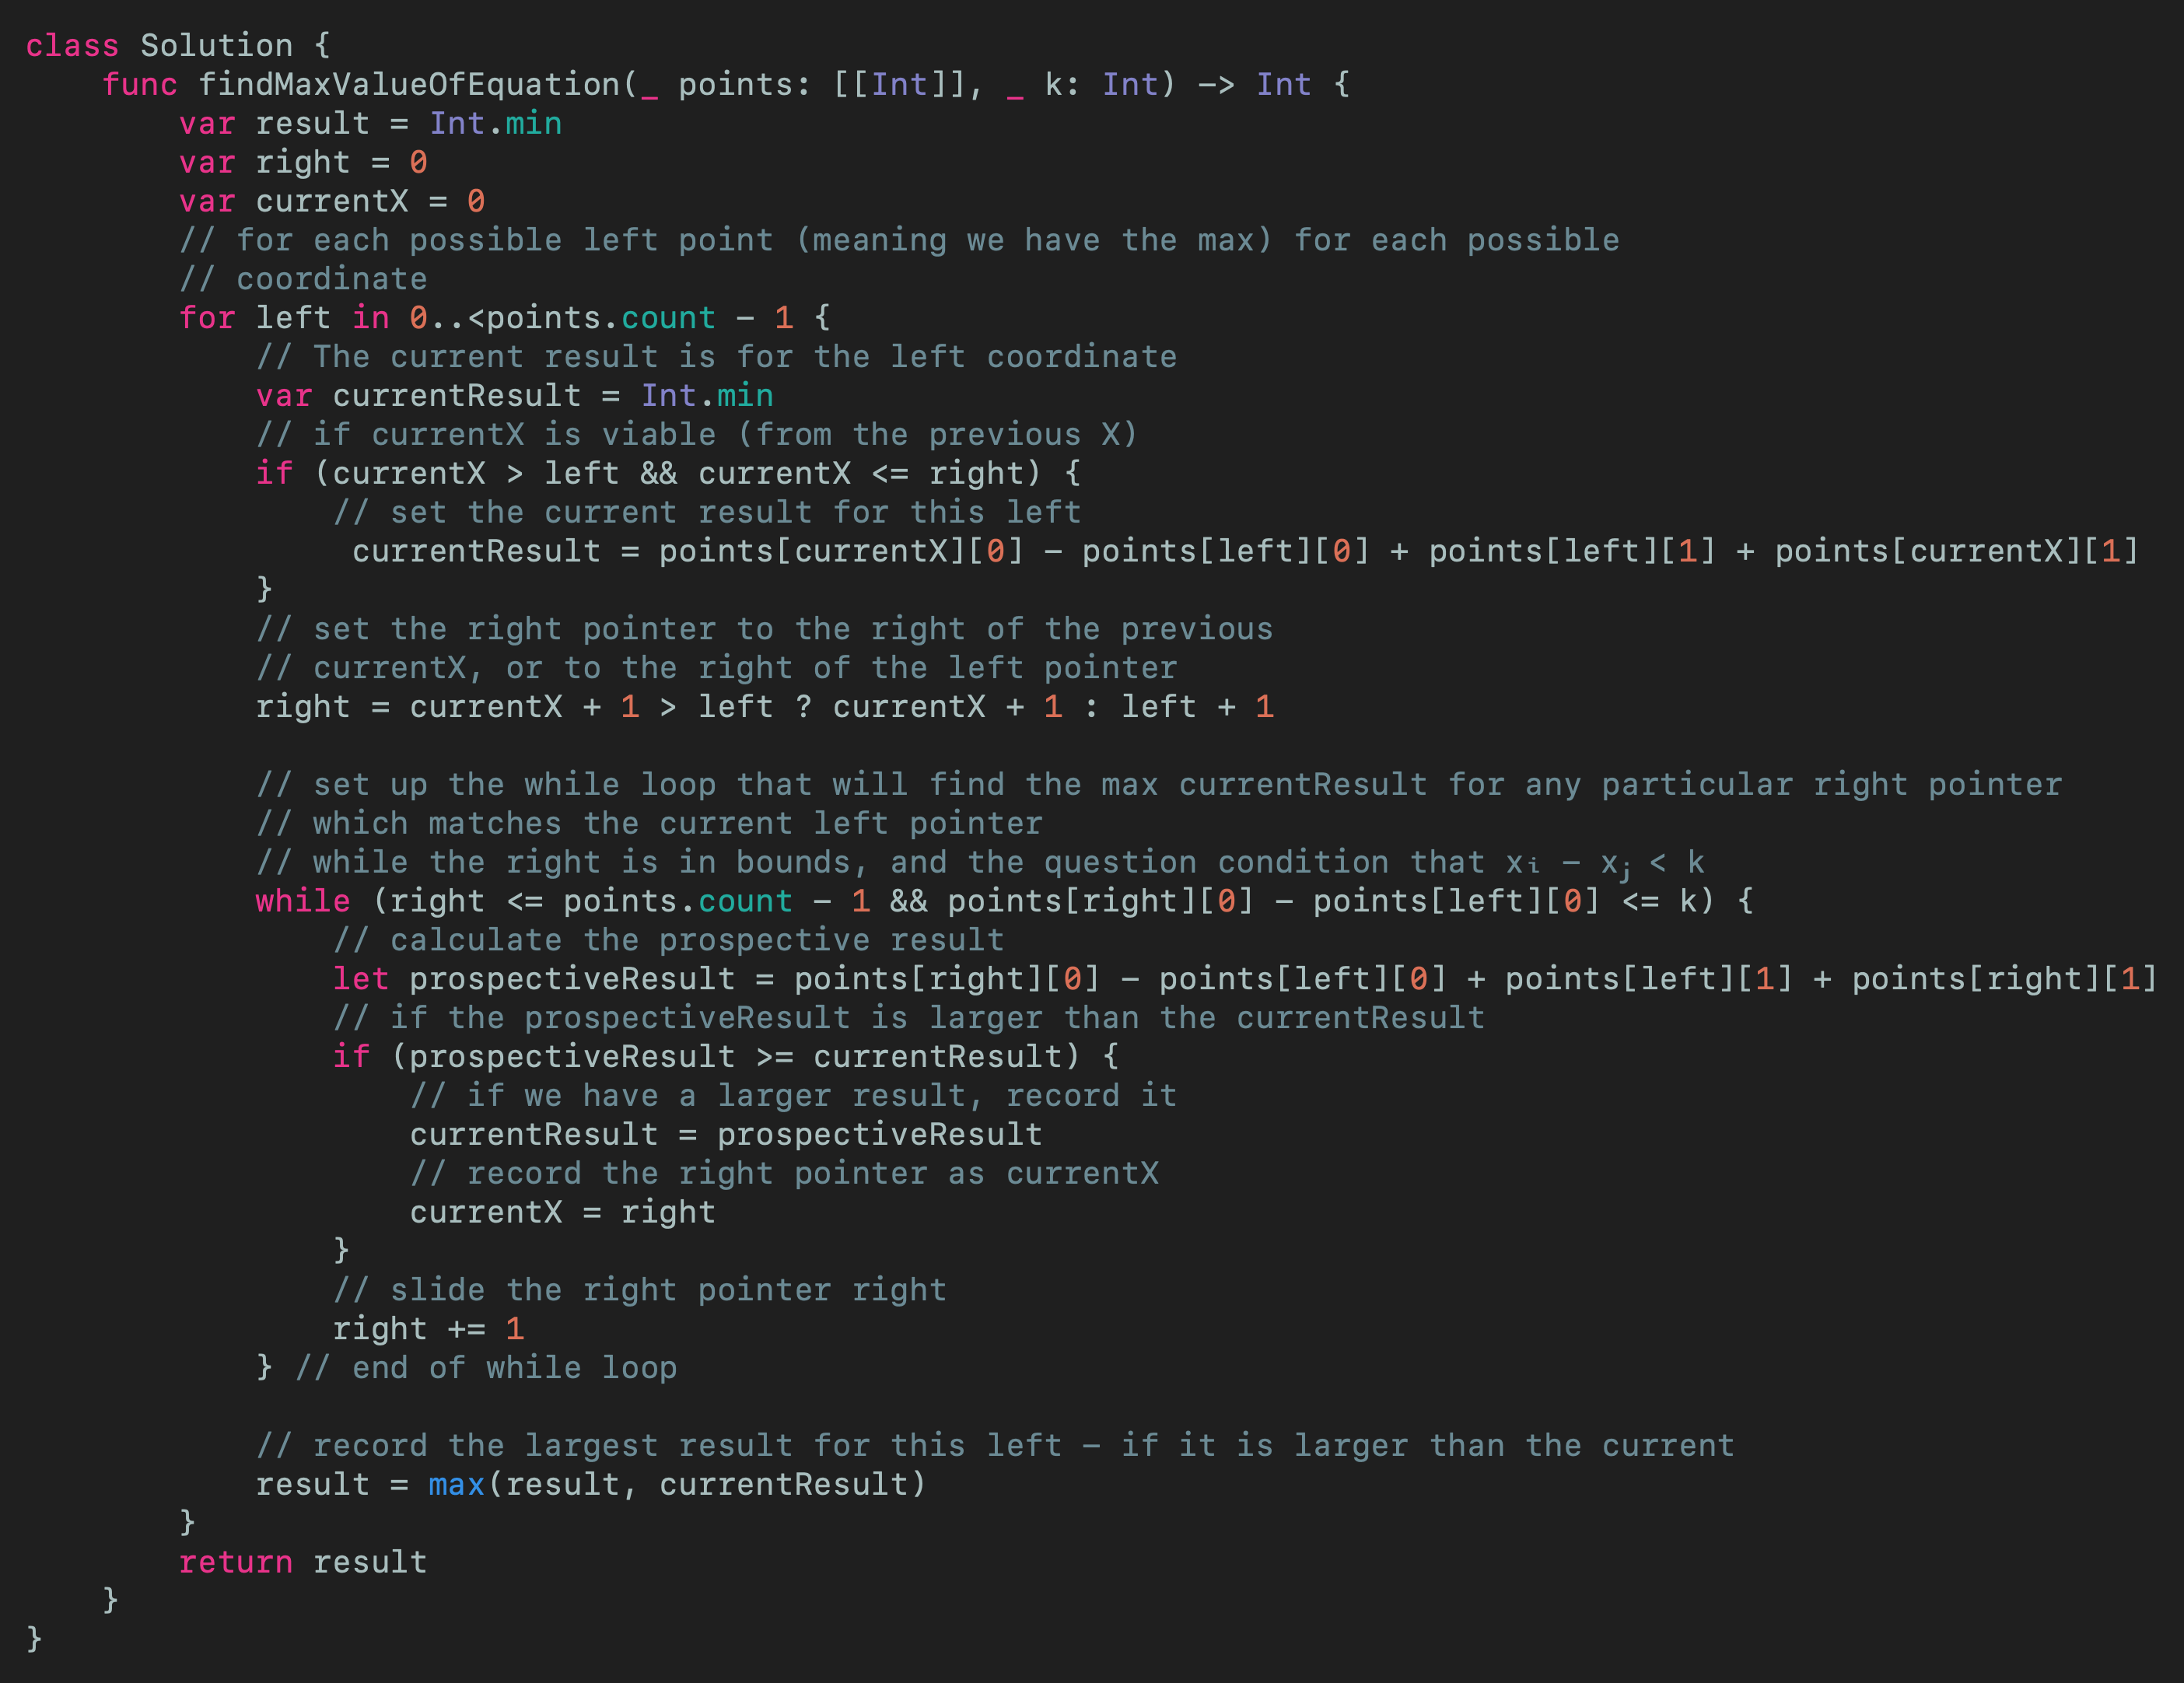 class Solution {
    func findMaxValueOfEquation(_ points: [[Int]], _ k: Int) -> Int {
        var result = Int.min
        var right = 0
        var currentX = 0
        // for each possible left point (meaning we have the max) for each possible
        // coordinate
        for left in 0..<points.count - 1 {
            // The current result is for the left coordinate
            var currentResult = Int.min
            // if currentX is viable (from the previous X)
            if (currentX > left && currentX <= right) {
                // set the current result for this left
                 currentResult = points[currentX][0] - points[left][0] + points[left][1] + points[currentX][1]
            }
            // set the right pointer to the right of the previous
            // currentX, or to the right of the left pointer
            right = currentX + 1 > left ? currentX + 1 : left + 1

            // set up the while loop that will find the max currentResult for any particular right pointer
            // which matches the current left pointer
            // while the right is in bounds, and the question condition that xᵢ - xⱼ < k
            while (right <= points.count - 1 && points[right][0] - points[left][0] <= k) {
                // calculate the prospective result
                let prospectiveResult = points[right][0] - points[left][0] + points[left][1] + points[right][1]
                // if the prospectiveResult is larger than the currentResult
                if (prospectiveResult >= currentResult) {
                    // if we have a larger result, record it
                    currentResult = prospectiveResult
                    // record the right pointer as currentX
                    currentX = right
                }
                // slide the right pointer right
                right += 1
            } // end of while loop

            // record the largest result for this left - if it is larger than the current
            result = max(result, currentResult)
        }
        return result
    }
}